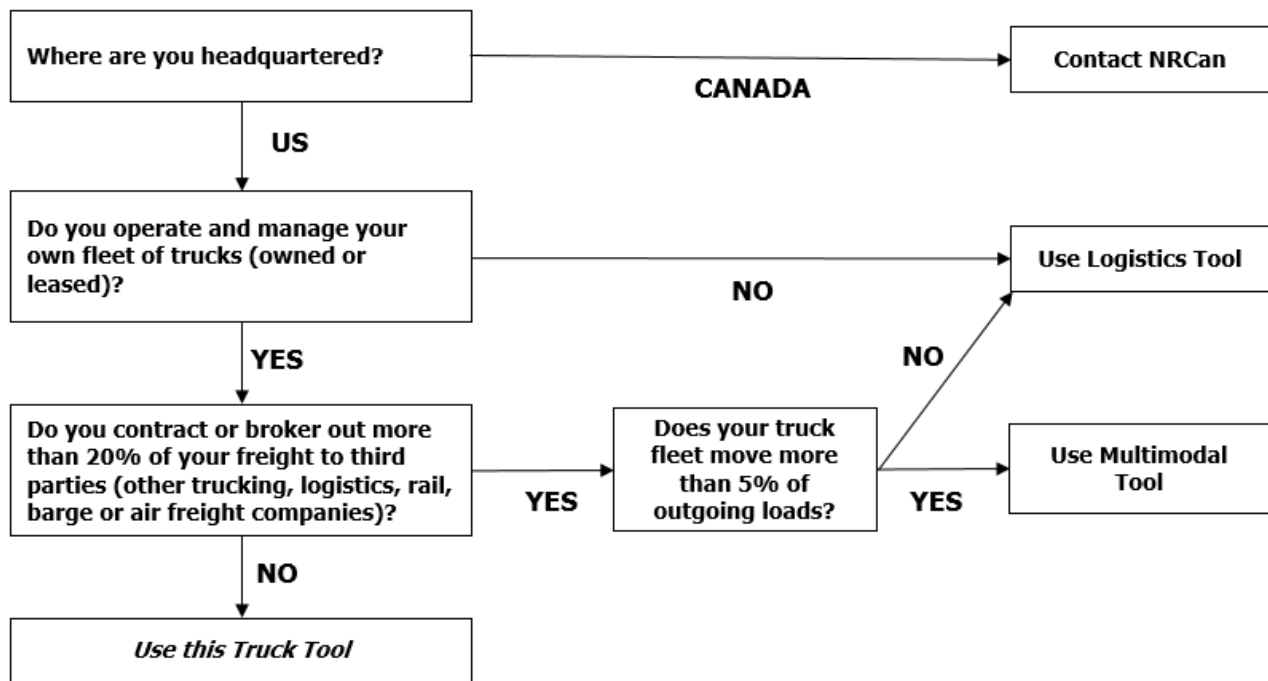 Where are you headquartered?
CANADA
Contact NRCan
US
Do you operate and manage your
own fleet of trucks (owned or
leased)?
NO
Use Logistics Tool
YES
NO
Do you contract or broker out more
than 20% of your freight to third
parties (other trucking, logistics, rail,
barge or air freight companies)?
YES
Does your truck
fleet move more
than 5% of
outgoing loads?
YES
Use Multimodal
Tool
NO
Use this Truck Tool